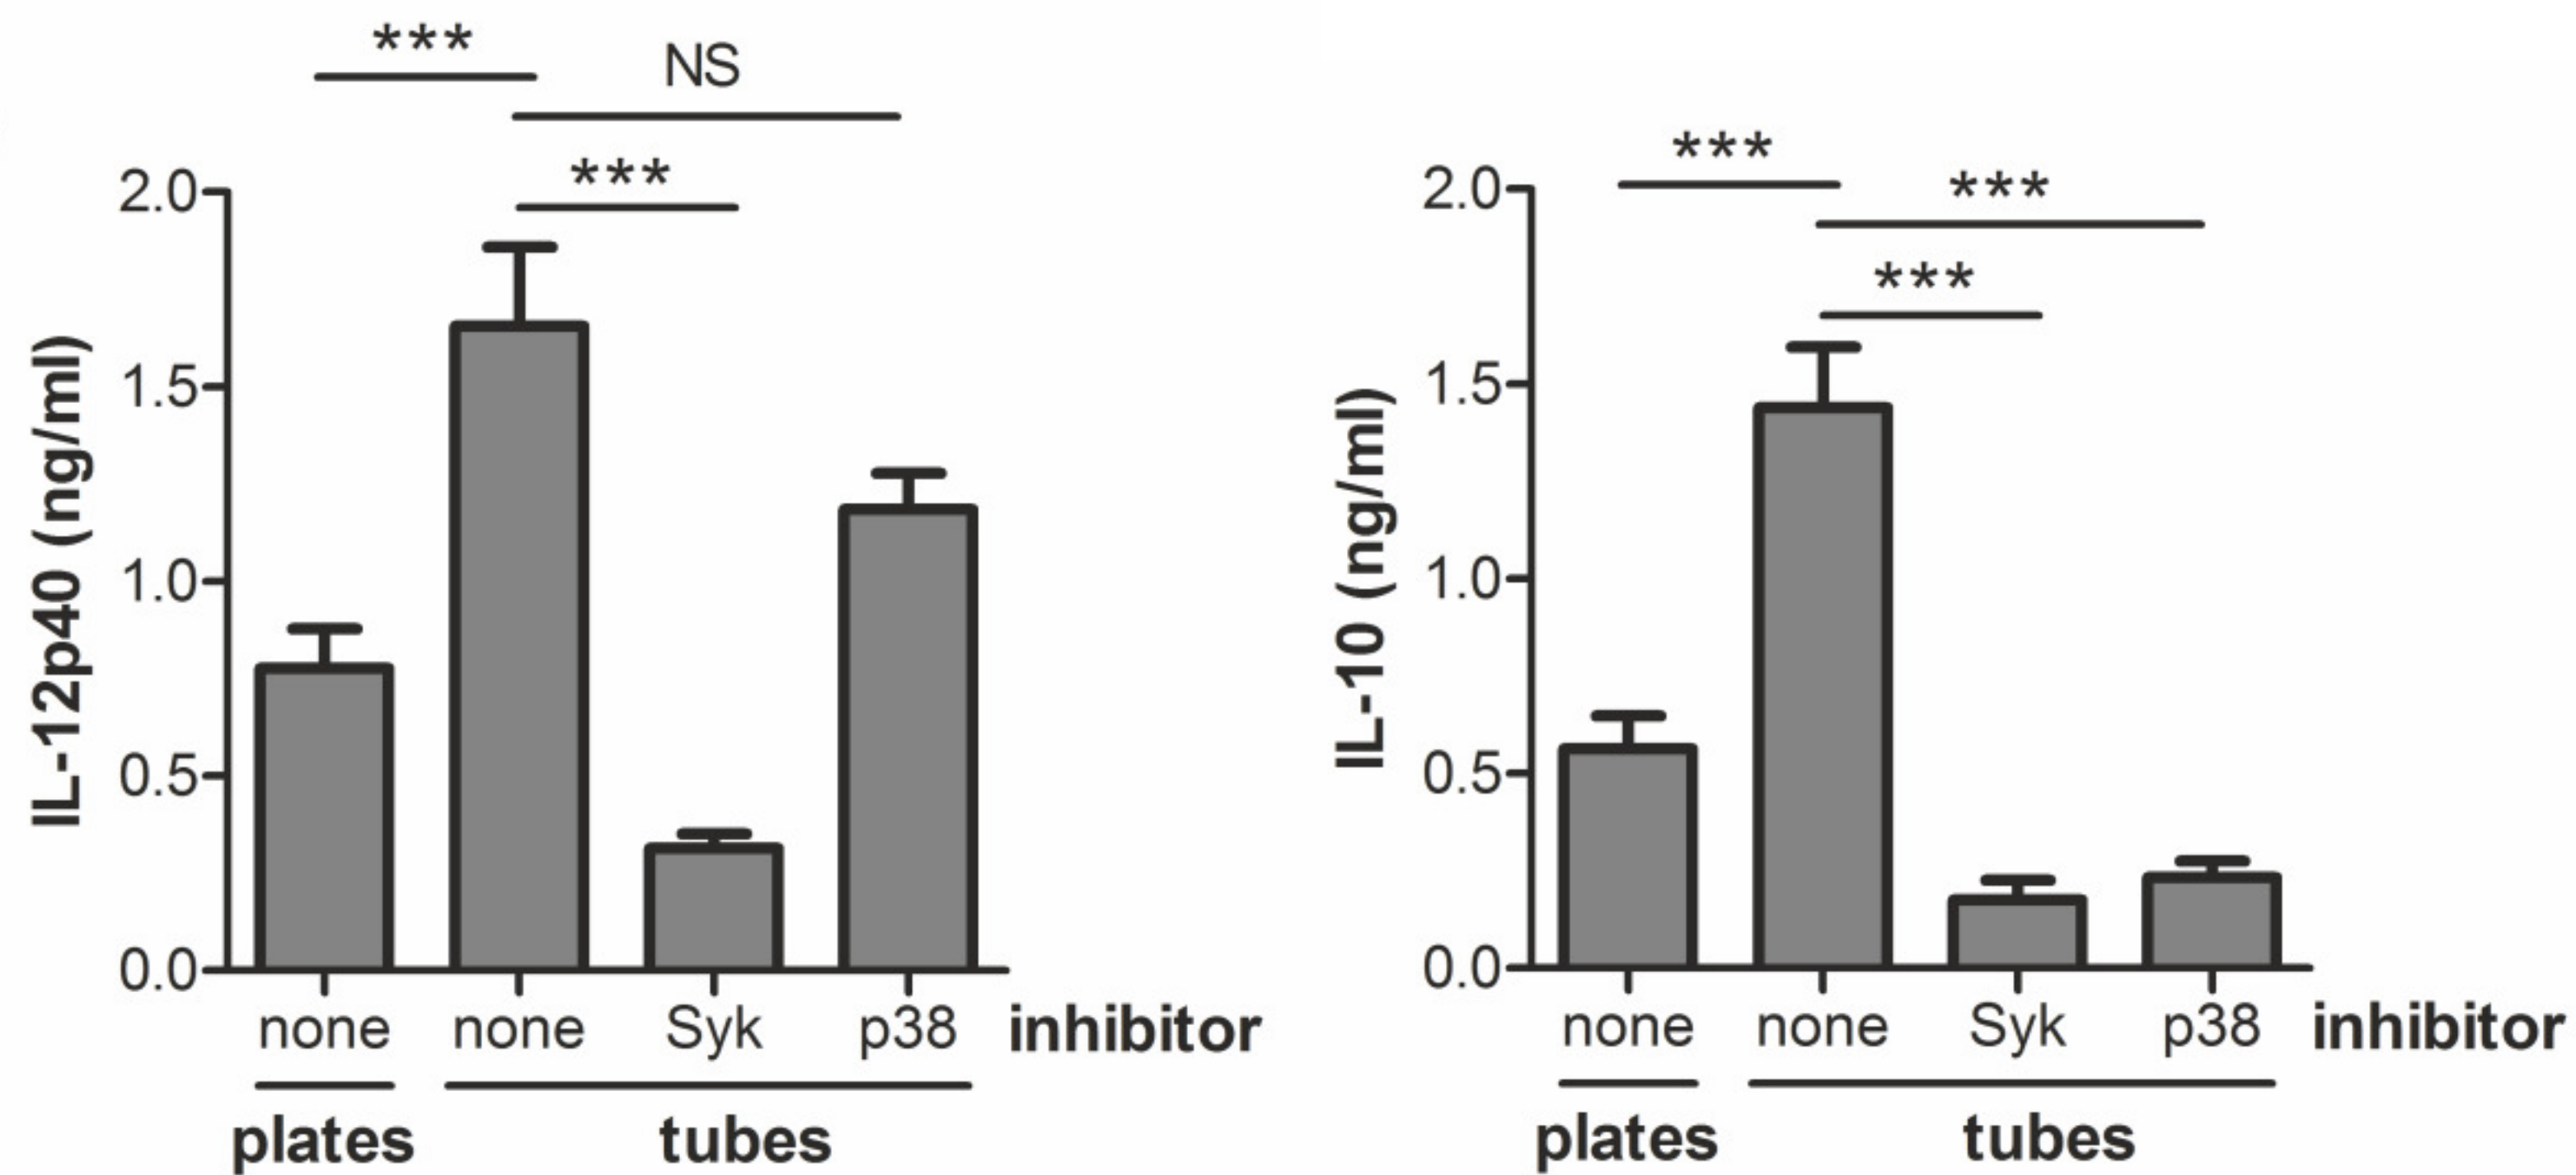 ***
NS
***
2.0
1.5
1.0
0.5
0.0
IL-12p40 (ng/ml)
none none Syk p38 inhibitor
plates tubes
***
***
***
2.0
1.5
1.0
0.5
0.0
IL-10 (ng/ml)
none none Syk p38 inhibitor
plates tubes